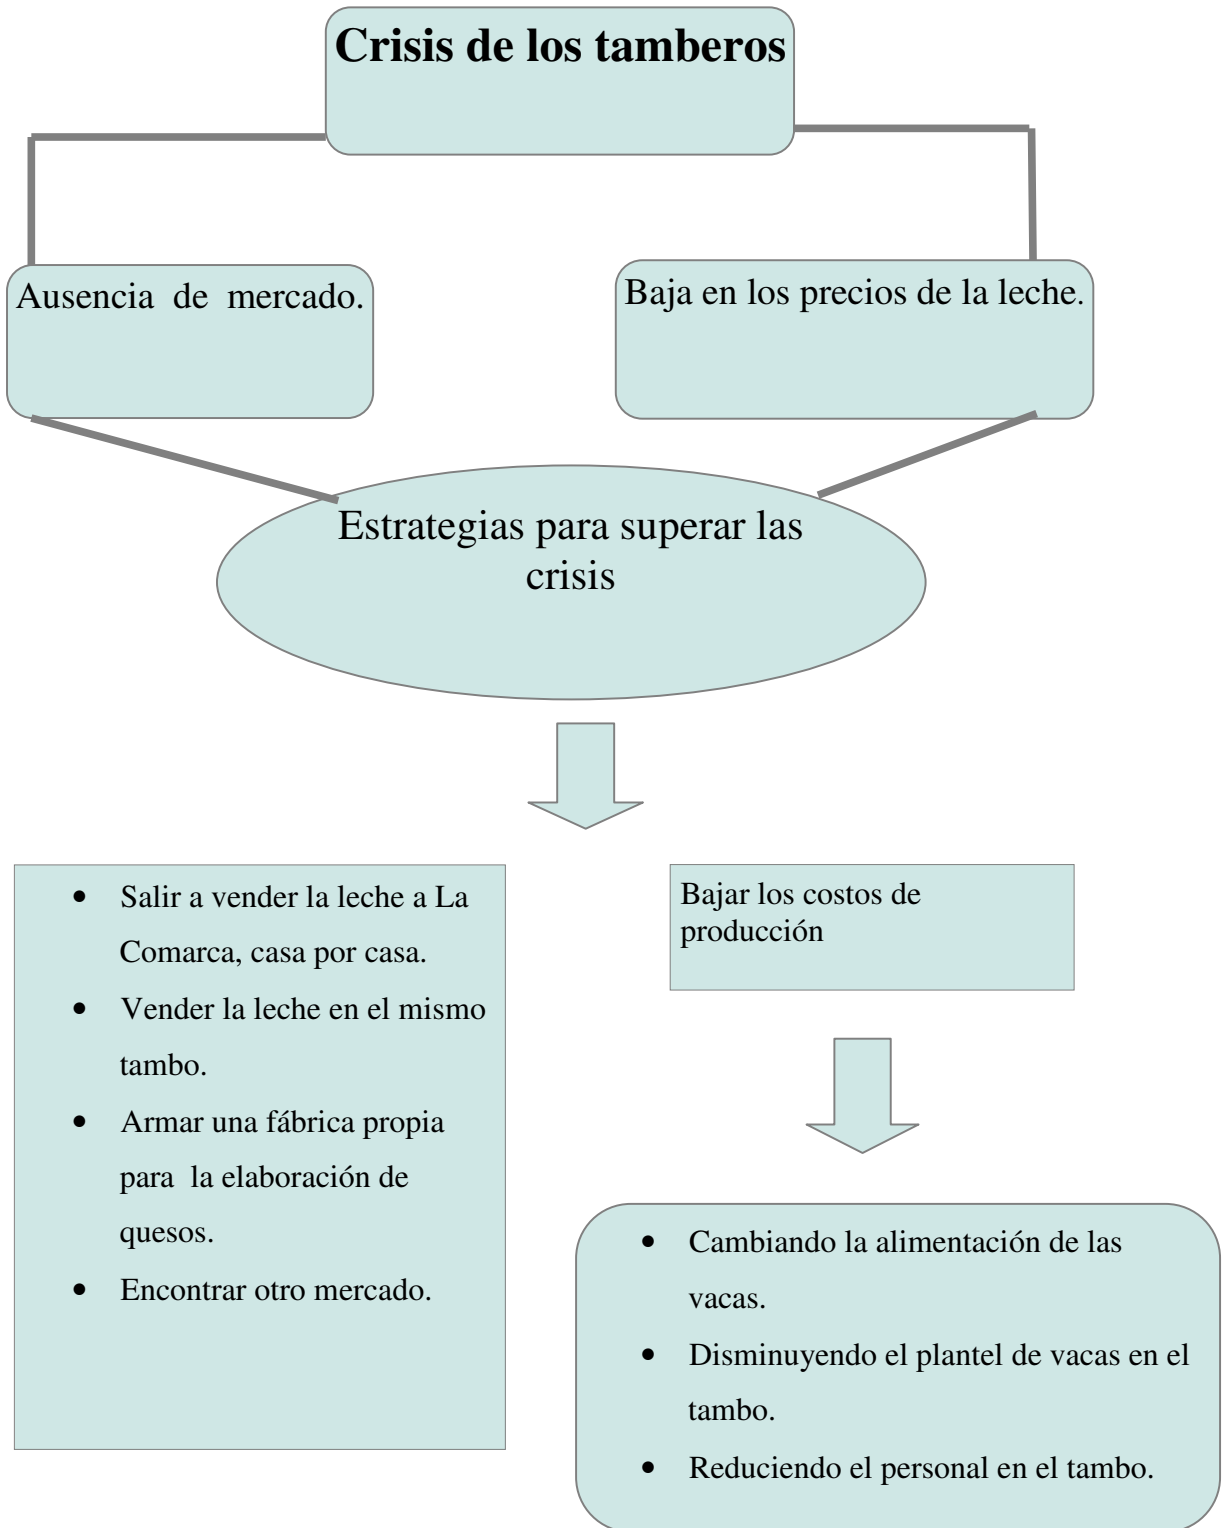 Crisis de los tamberos
Ausencia de mercado.
Baja en los precios de la leche.
Estrategias para superar las
crisis
• Salir a vender la leche a La
Comarca, casa por casa.
• Vender la leche en el mismo
tambo.
• Armar una fábrica propia
para la elaboración de
quesos.
• Encontrar otro mercado.
Bajar los costos de
producción
• Cambiando la alimentación de las
vacas.
• Disminuyendo el plantel de vacas en el
tambo.
• Reduciendo el personal en el tambo.